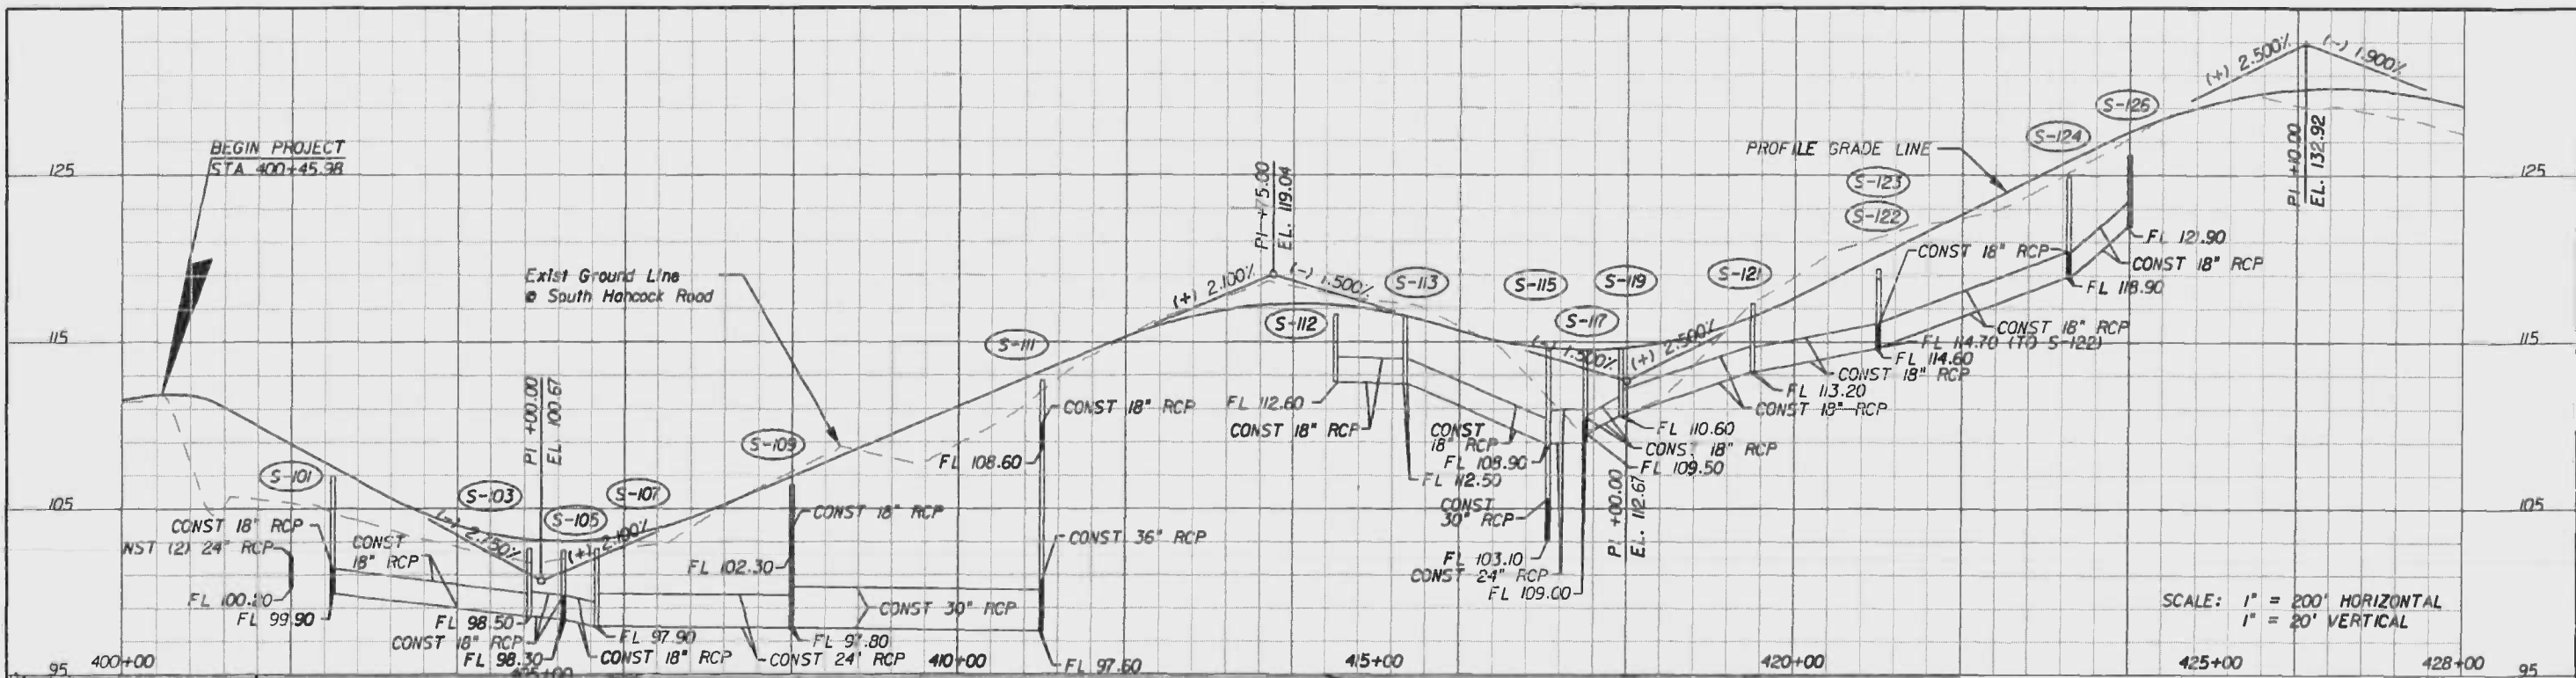 BEGIN PROJECT
STA 400+45.98
125
115
105
95
Exist Ground Line
@ South Hancock Road
PROFILE GRADE LINE
125
115
105
95
S-101
S-103
S-105
S-107
S-109
S-111
S-112
S-113
S-115
S-117
S-119
S-121
S-122
S-123
S-124
S-126
PI +00.00
EL 100.67
(-) 2.750%
(+) 2.100%
(+) 2.100%
PI +75.00
EL. 119.04
(-) 1.500%
(-) 1.500%
(+) 2.500%
PI +00.00
EL. 112.67
(+) 2.500%
(-) 1.900%
PI +10.00
EL. 132.92
CONST 18" RCP
NST (2) 24" RCP
FL 100.20
FL 99.90
CONST
18" RCP
FL 98.50
CONST 18" RCP
FL 98.30
FL 97.90
CONST 18" RCP
CONST 24" RCP
FL 102.30
CONST 18" RCP
FL 97.80
CONST 30" RCP
FL 108.60
CONST 18" RCP
CONST 36" RCP
FL 97.60
FL 112.60
CONST 18" RCP
FL 112.50
CONST
18" RCP
FL 108.90
CONST
30" RCP
FL 103.10
CONST 24" RCP
FL 109.00
FL 110.60
CONST 18" RCP
FL 109.50
FL 113.20
CONST 18" RCP
CONST 18" RCP
FL 114.60
FL 114.70 (TO S-122)
CONST 18" RCP
CONST 18" RCP
FL 118.90
CONST 18" RCP
FL 121.90
SCALE: 1" = 200' HORIZONTAL
1" = 20' VERTICAL
400+00
405+00
410+00
415+00
420+00
425+00
428+00